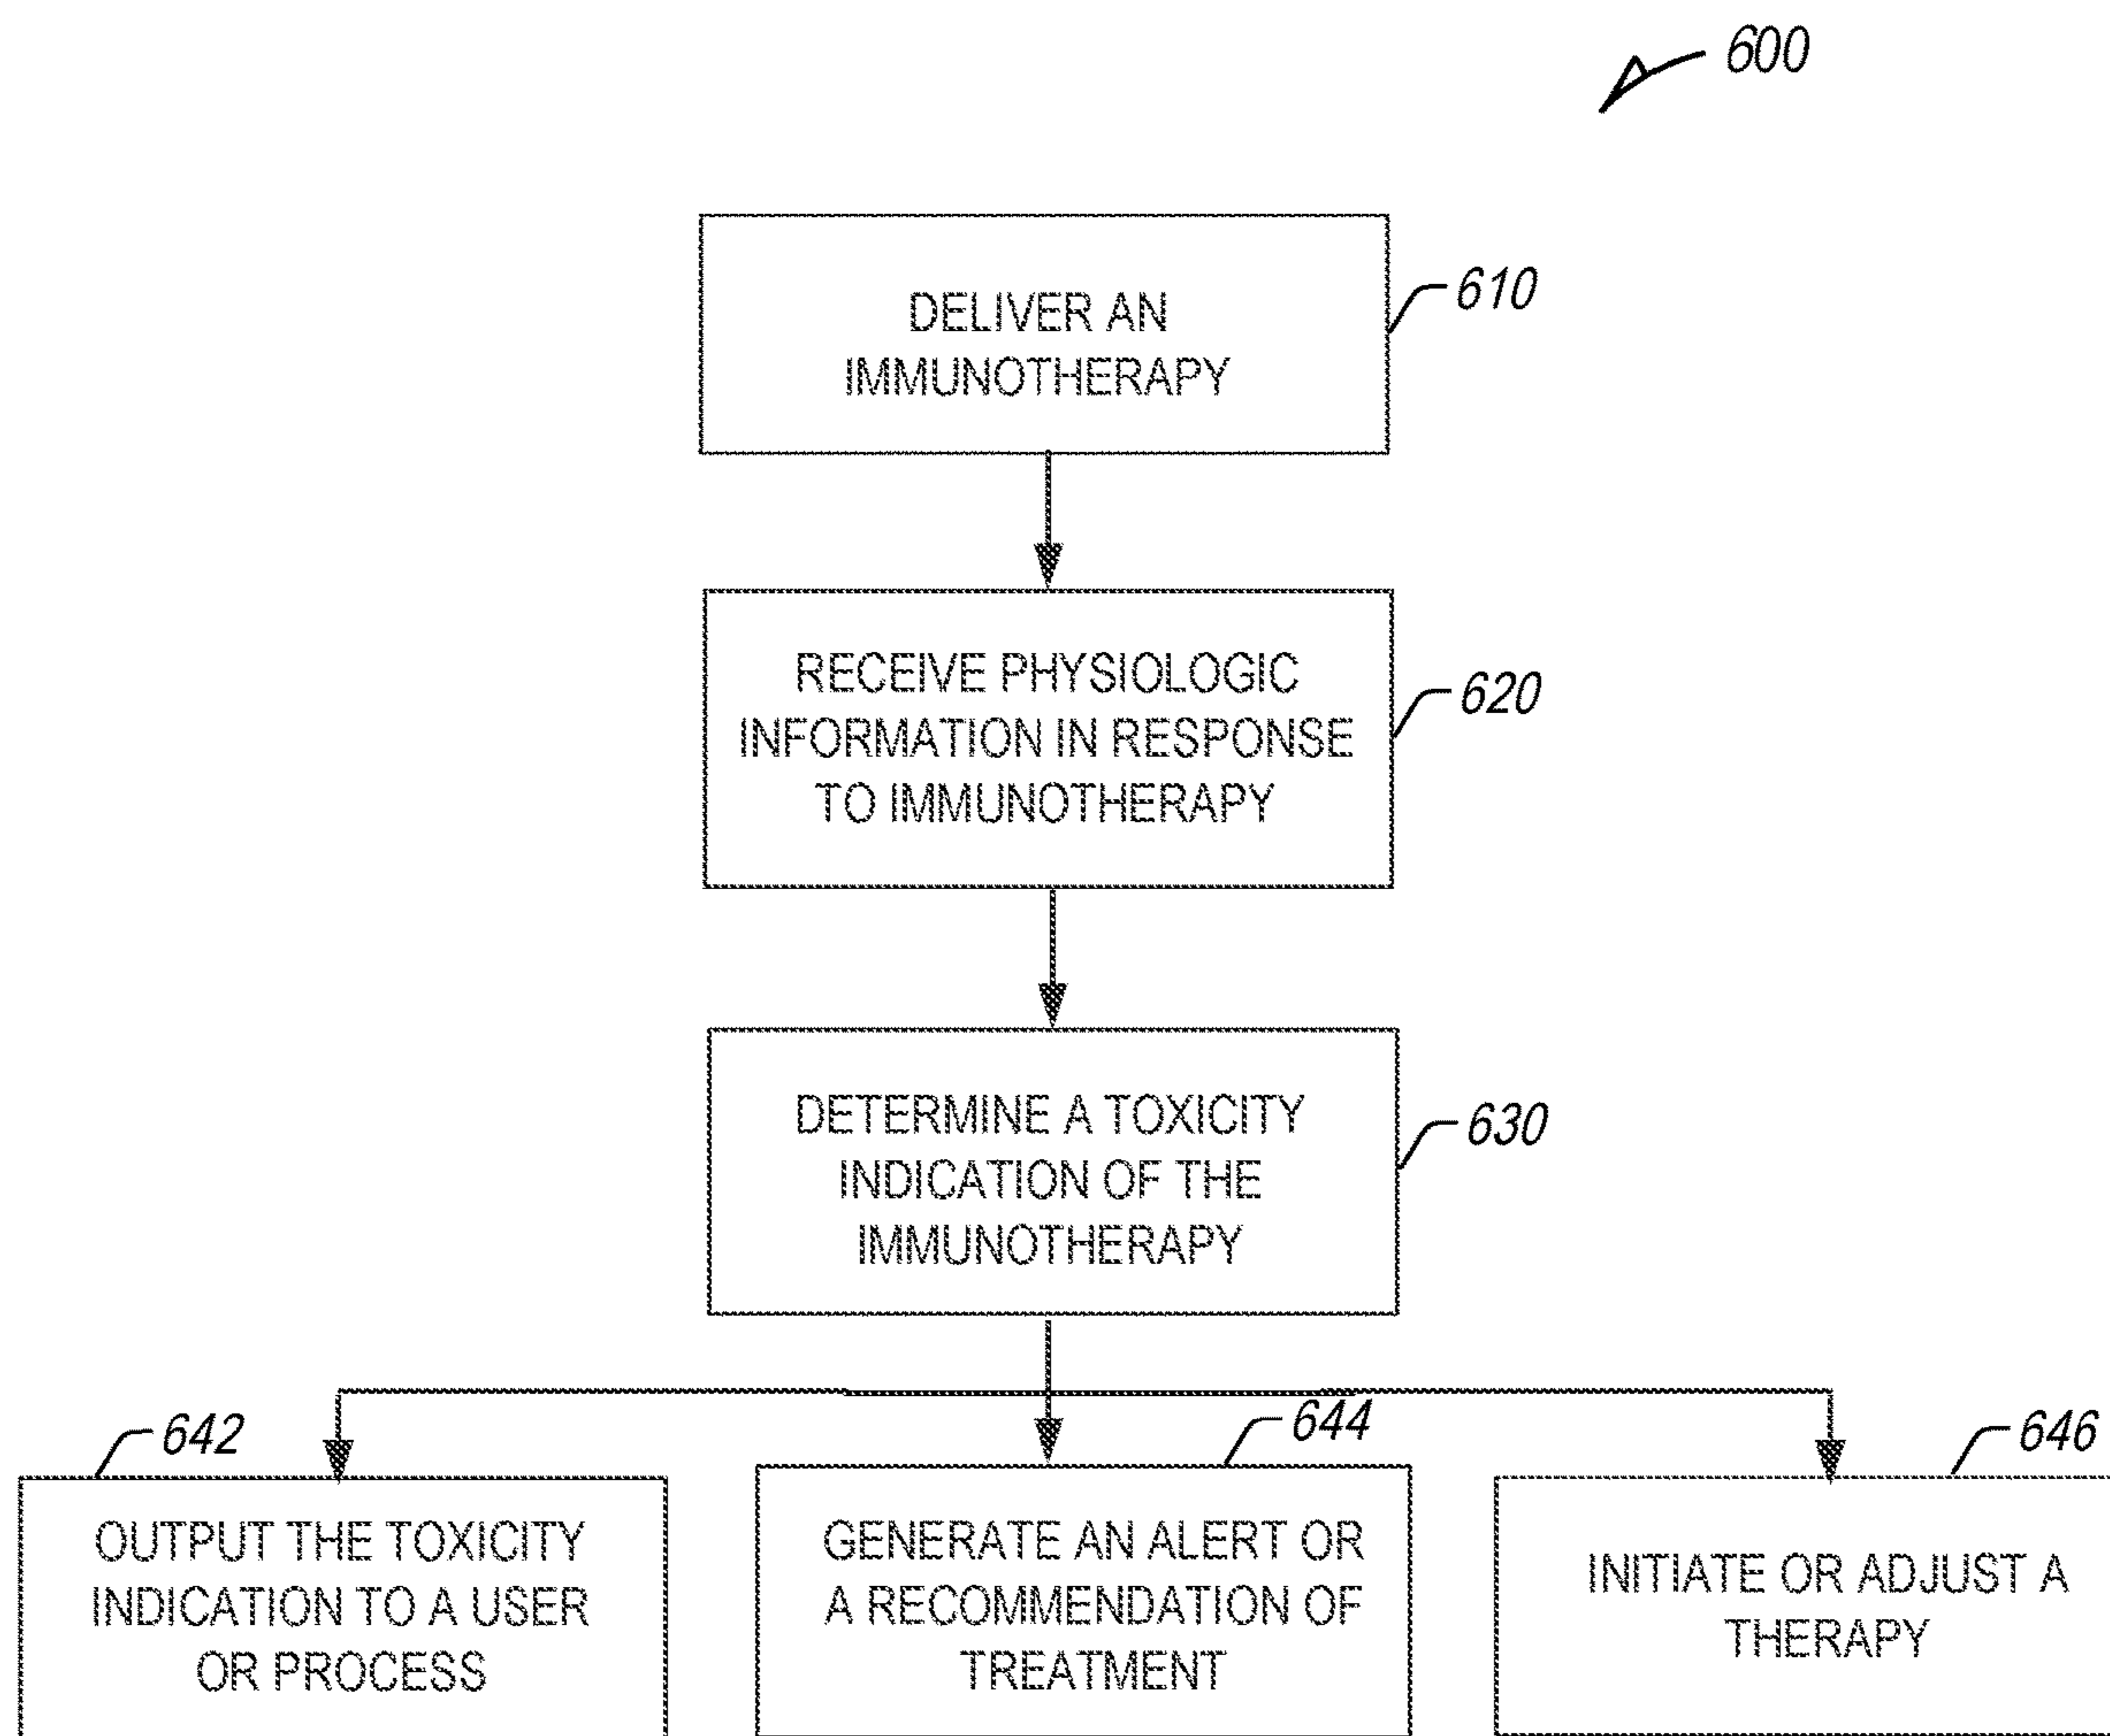 600
DELIVER AN
IMMUNOTHERAPY
610
RECEIVE PHYSIOLOGIC
INFORMATION IN RESPONSE
TO IMMUNOTHERAPY
620
DETERMINE A TOXICITY
INDICATION OF THE
IMMUNOTHERAPY
630
642
OUTPUT THE TOXICITY
INDICATION TO A USER
OR PROCESS
644
GENERATE AN ALERT OR
A RECOMMENDATION OF
TREATMENT
646
INITIATE OR ADJUST A
THERAPY